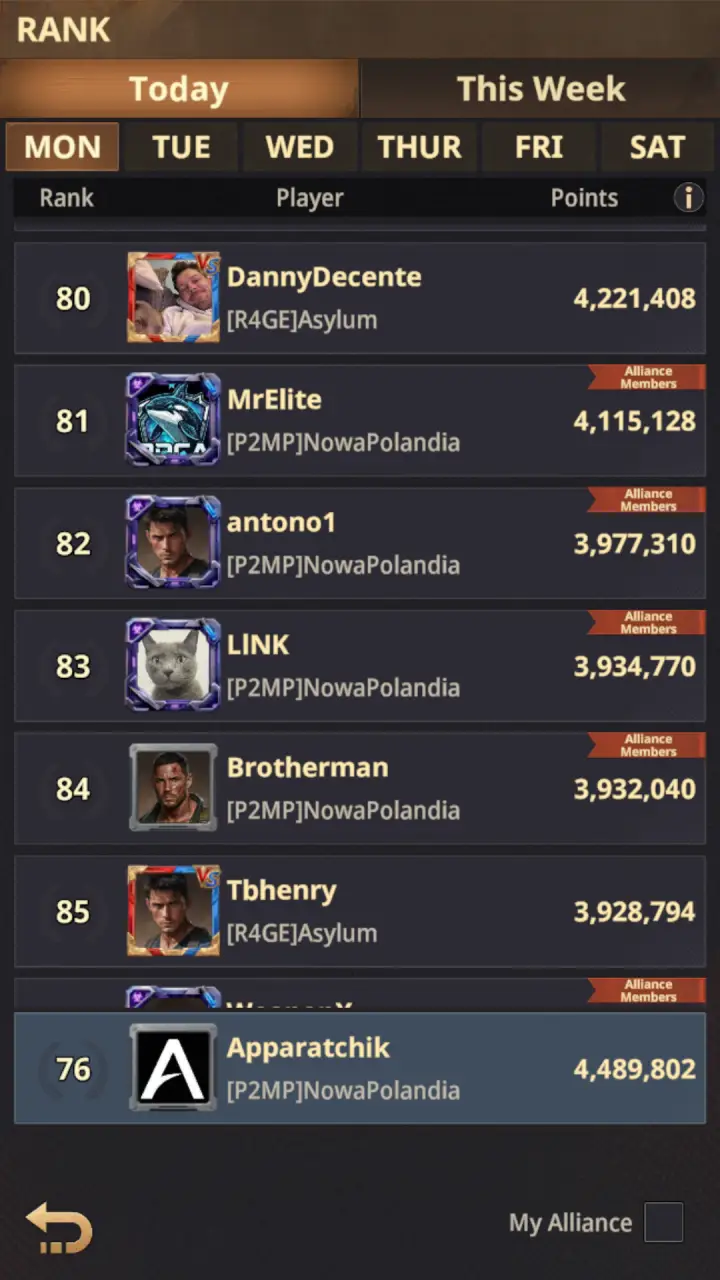 RANK
Today
This Week
MON
TUE
WED
THUR
FRI
SAT
Rank
Player
Points
80
DannyDecente
[R4GE]Asylum
4,221,408
Alliance
Members
81
MrElite
[P2MP]NowaPolandia
4,115,128
Alliance
Members
82
antono1
[P2MP]NowaPolandia
3,977,310
Alliance
Members
83
LINK
[P2MP]NowaPolandia
3,934,770
Alliance
Members
84
Brotherman
[P2MP]NowaPolandia
3,932,040
85
Tbhenry
[R4GE]Asylum
3,928,794
Alliance
Members
76
Apparatchik
[P2MP]NowaPolandia
4,489,802
My Alliance